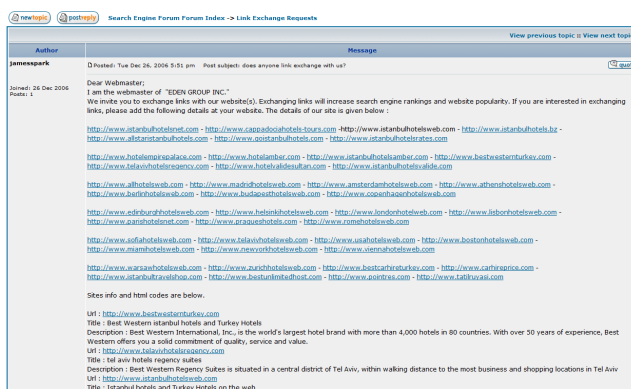 newtopic postreply Search Engine Forum Forum Index -> Link Exchange Requests
View previous topic :: View next topi
Author Message
jamesspark
Posted: Tue Dec 26, 2006 5:51 pm Post subject: does anyone link exchange with us?
quo
Joined: 26 Dec 2006
Posts: 1
Dear Webmaster;
I am the webmaster of "EDEN GROUP INC."
We invite you to exchange links with our website(s). Exchanging links will increase search engine rankings and website popularity. If you are interested in exchanging
links, please add the following details at your website. The details of our site is given below :
http://www.istanbulhotelsnet.com - http://www.cappadociahotels-tours.com -http://www.istanbulhotelsweb.com - http://www.istanbulhotels.bz -
http://www.allstaristanbulhotels.com - http://www.goistanbulhotels.com - http://www.istanbulhotelsrates.com
http://www.hotelemprepalace.com - http://www.hotelamber.com - http://www.istanbulhotelsamber.com - http://www.bestwesternturkey.com -
http://www.telavivhotelsregency.com - http://www.hotelvalidesultan.com - http://www.istanbulhotelsvalide.com
http://www.allhotelsweb.com - http://www.madridhotelsweb.com - http://www.amsterdamhotelsweb.com - http://www.athenshotelsweb.com -
http://www.berlinhotelsweb.com - http://www.budapesthotelsweb.com - http://www.copenhagenhotelsweb.com
http://www.edinburghhotelsweb.com - http://www.helsinkihotelsweb.com - http://www.londonhotelweb.com - http://www.lisbonhotelsweb.com -
http://www.parishotelsnet.com - http://www.praqueshotels.com - http://www.romehotelsweb.com
http://www.sofiahotelsweb.com - http://www.telavivhotelsweb.com - http://www.usahotelsweb.com - http://www.bostonhotelsweb.com -
http://www.miamihotelsweb.com - http://www.newyorkhotelsweb.com - http://www.viennahotelsweb.com
http://www.warsawhotelsweb.com - http://www.zurichhotelsweb.com - http://www.bestcarhireturkey.com - http://www.carhireprice.com -
http://www.istanbultravelshop.com - http://www.bestunlimitedhost.com - http://www.pointres.com - http://www.tatilruyasi.com
Sites info and html codes are below.
Url : http://www.bestwesternturkey.com
Title : Best Western istanbul hotels and Turkey Hotels
Description : Best Western International, Inc., is the world's largest hotel brand with more than 4,000 hotels in 80 countries. With over 50 years of experience, Best
Western offers you a solid commitment of quality, service and value.
Url : http://www.telavivhotelsregency.com
Title : tel aviv hotels regency suites
Description : Best Western Regency Suites is situated in a central district of Tel Aviv, within walking distance to the most business and shopping locations in Tel Aviv
Url : http://www.istanbulhotelsweb.com
Title : Istanbul hotels and Turkey Hotels on the web